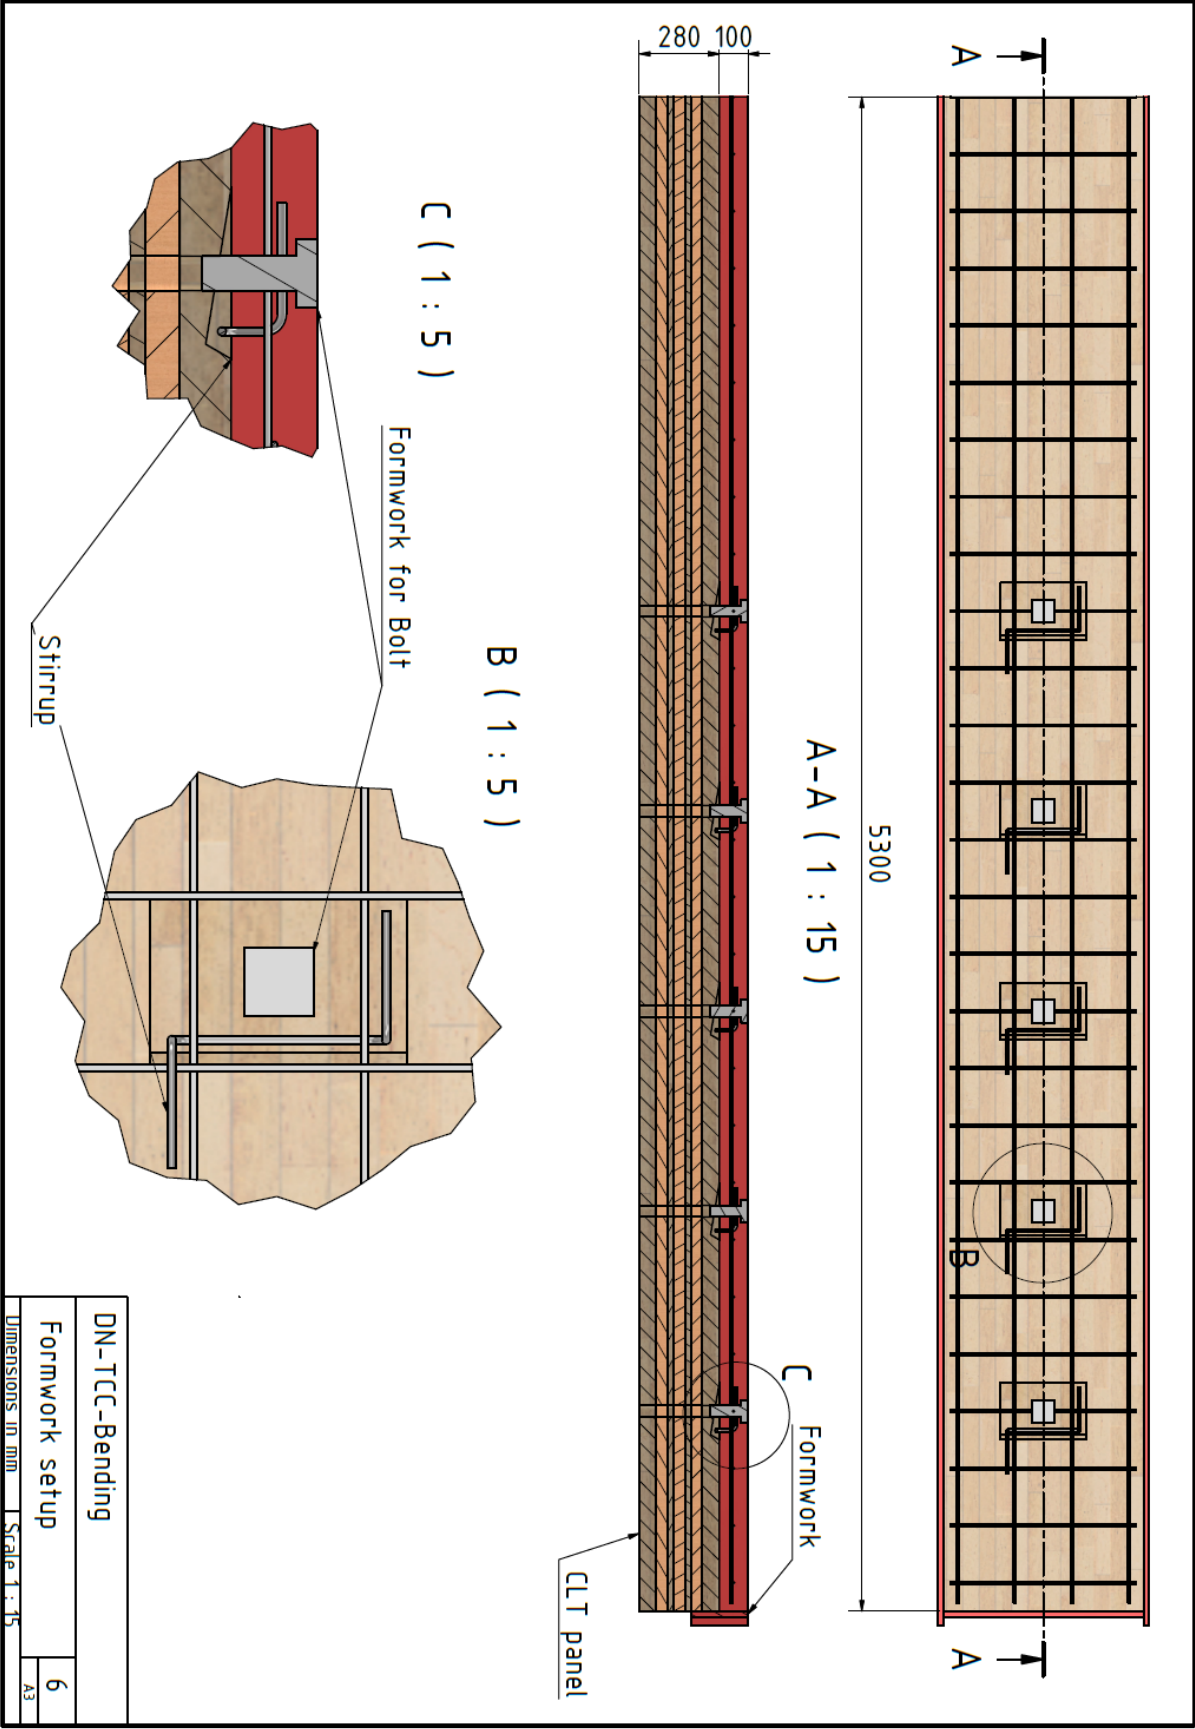 A
A
5300
B
A-A ( 1 : 15 )
280
100
C
Formwork
CLT panel
C ( 1 : 5 )
B ( 1 : 5 )
Formwork for Bolt
Stirrup
DN-TCC-Bending
Formwork setup
6
Dimensions in mm
Scale 1 : 15
A3